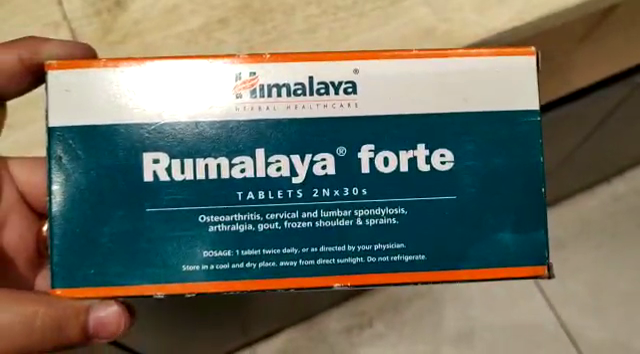 Himalaya®
HERBAL HEALTHCARE
Rumalaya® forte
TABLETS 2Nx30s
Osteoarthritis, cervical and lumbar spondylosis,
arthralgia, gout, frozen shoulder & sprains.
DOSAGE: 1 tablet twice daily, or as directed by your physician.
Store in a cool and dry place, away from direct sunlight. Do not refrigerate.